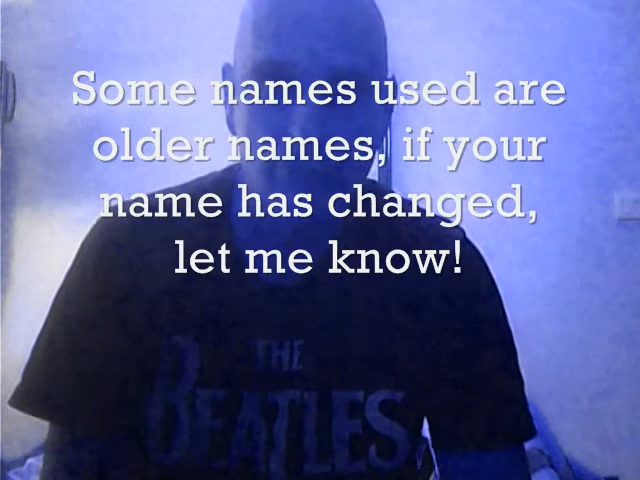 Some names used are
older names, if your
name has changed,
let me know!
THE
BEATLES